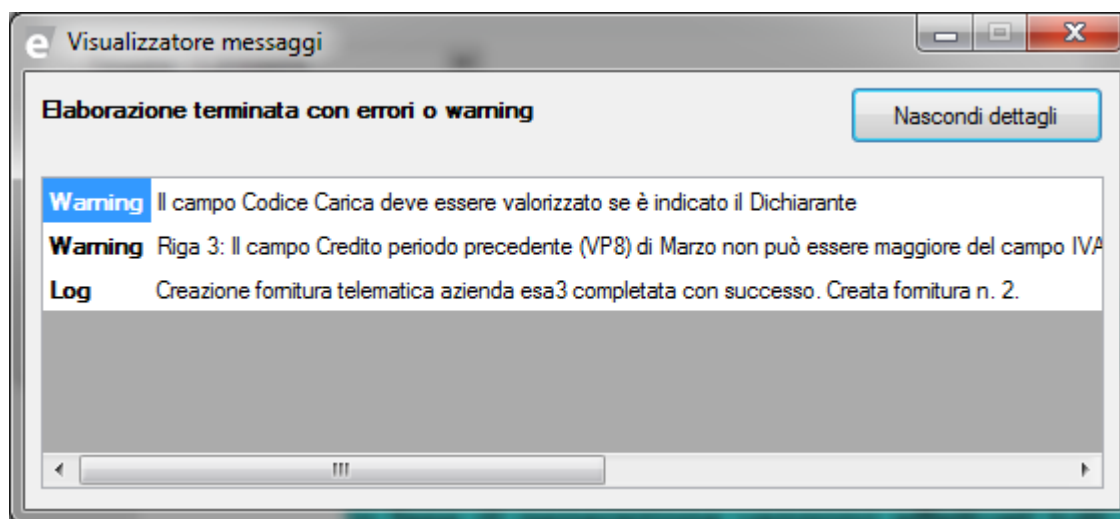 e Visualizzatore messaggi
Elaborazione terminata con errori o warning
Nascondi dettagli
Warning Il campo Codice Carica deve essere valorizzato se è indicato il Dichiarante
Warning Riga 3: Il campo Credito periodo precedente (VP8) di Marzo non può essere maggiore del campo IVA
Log Creazione fornitura telematica azienda esa3 completata con successo. Creata fornitura n. 2.